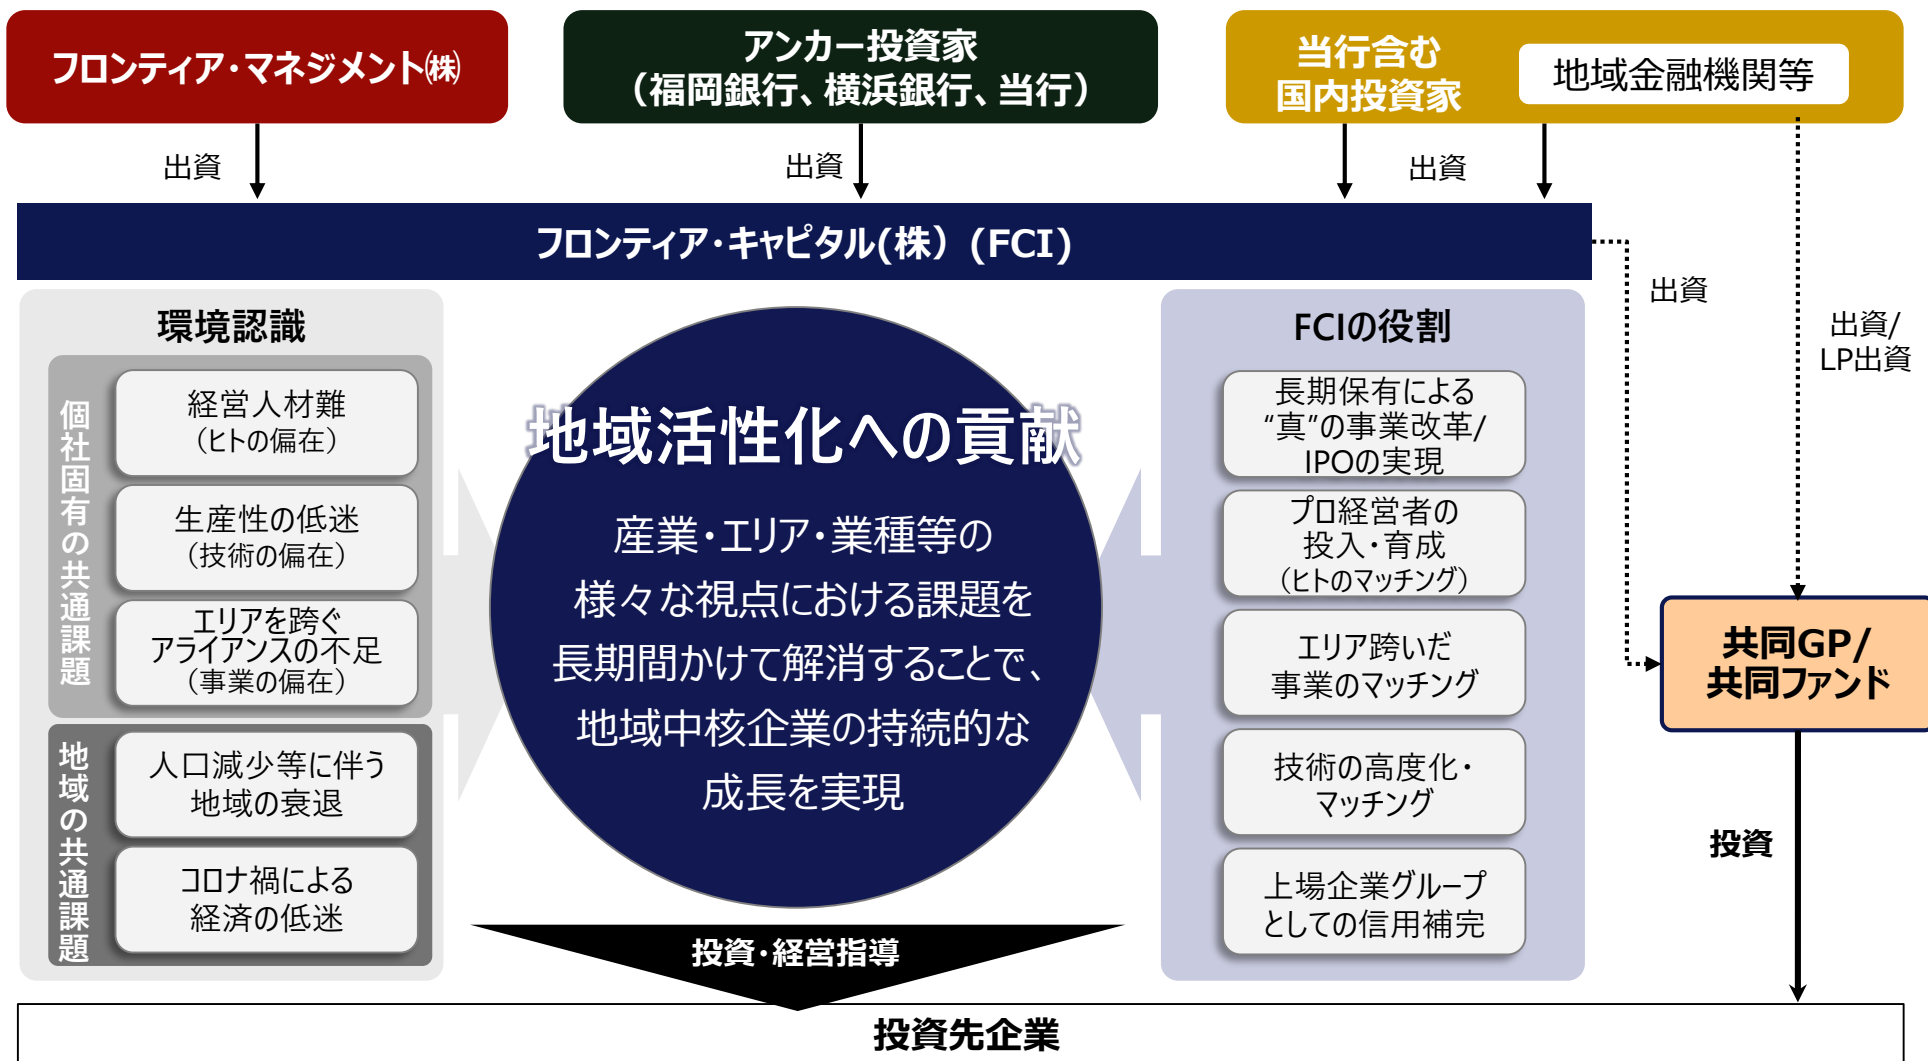 フロンティア・マネジメント㈱
アンカー投資家
（福岡銀行、横浜銀行、当行）
当行含む
国内投資家
地域金融機関等
出資
出資
出資
フロンティア・キャピタル(株）(FCI)
出資
出資/
LP出資
環境認識
個社固有の共通課題
経営人材難
（ヒトの偏在）
生産性の低迷
（技術の偏在）
エリアを跨ぐ
アライアンスの不足
（事業の偏在）
地域の共通課題
人口減少等に伴う
地域の衰退
コロナ禍による
経済の低迷
地域活性化への貢献
産業・エリア・業種等の
様々な視点における課題を
長期間かけて解消することで、
地域中核企業の持続的な
成長を実現
FCIの役割
長期保有による
“真”の事業改革/
IPOの実現
プロ経営者の
投入・育成
（ヒトのマッチング）
エリア跨いだ
事業のマッチング
技術の高度化・
マッチング
上場企業グループ
としての信用補完
共同GP/
共同ファンド
投資
投資・経営指導
投資先企業